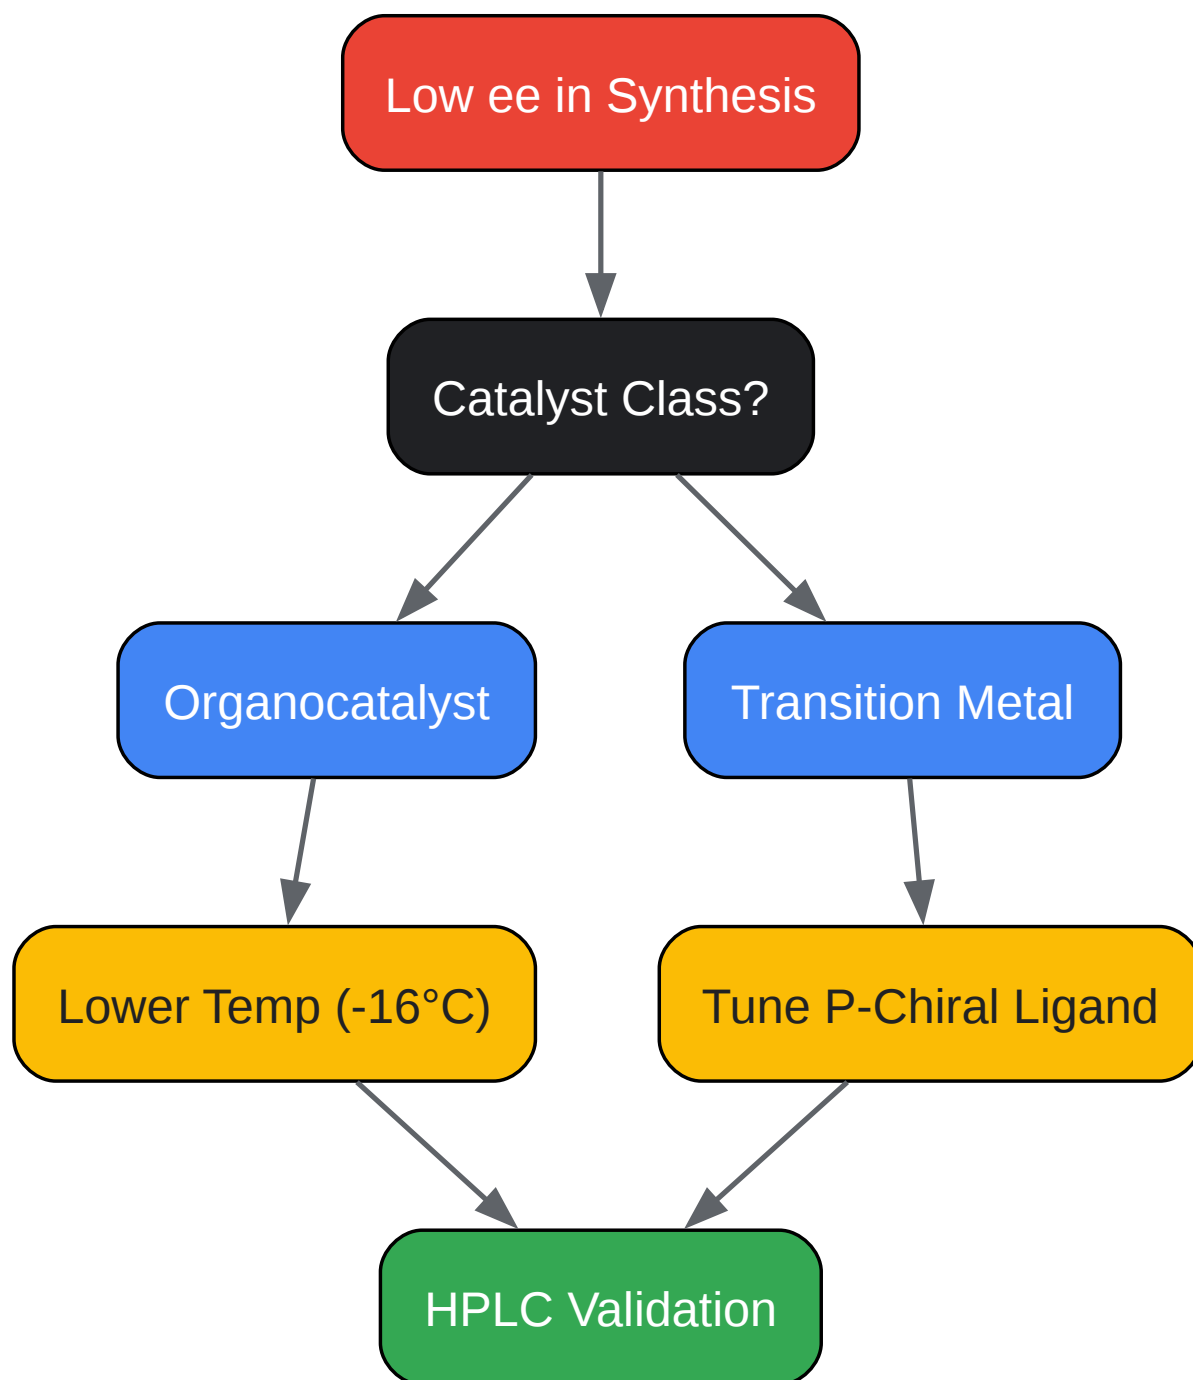 Low ee in Synthesis
Catalyst Class?
Organocatalyst
Transition Metal
Lower Temp (-16°C)
Tune P-Chiral Ligand
HPLC Validation